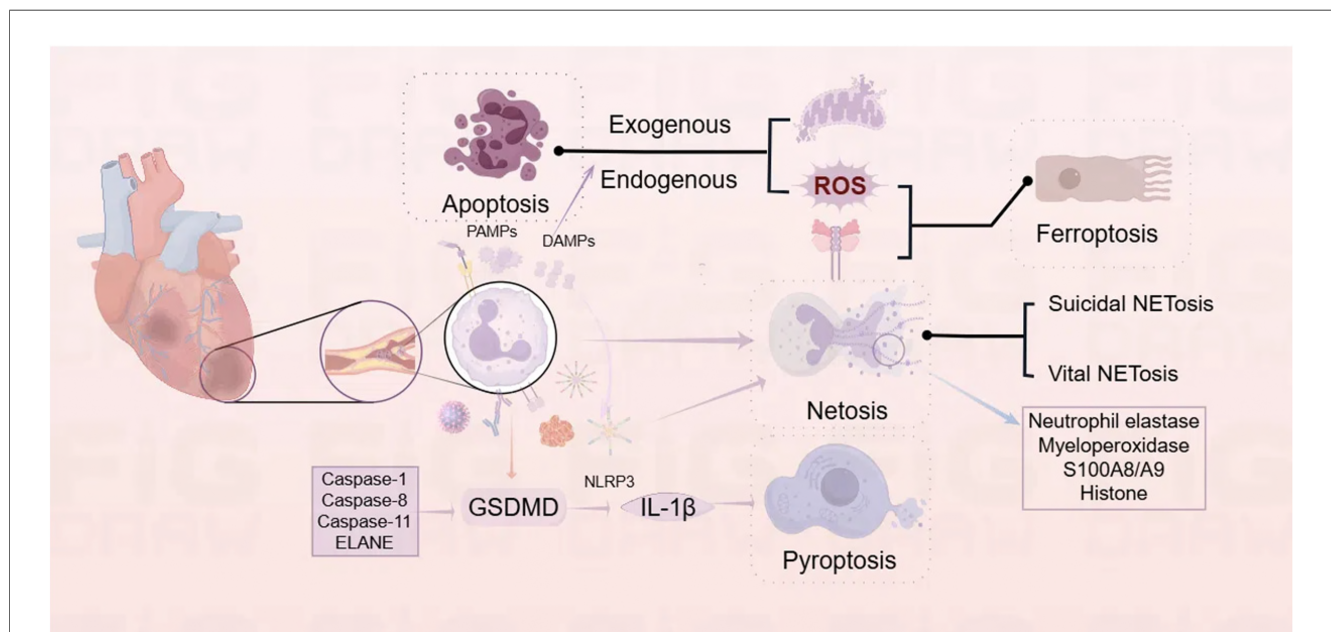 Exogenous
Endogenous
ROS
Apoptosis
PAMPs
DAMPs
Ferroptosis
Suicidal NETosis
Vital NETosis
Netosis
Neutrophil elastase
Myeloperoxidase
S100A8/A9
Histone
Caspase-1
Caspase-8
Caspase-11
ELANE
GSDMD
NLRP3
IL-1β
Pyroptosis